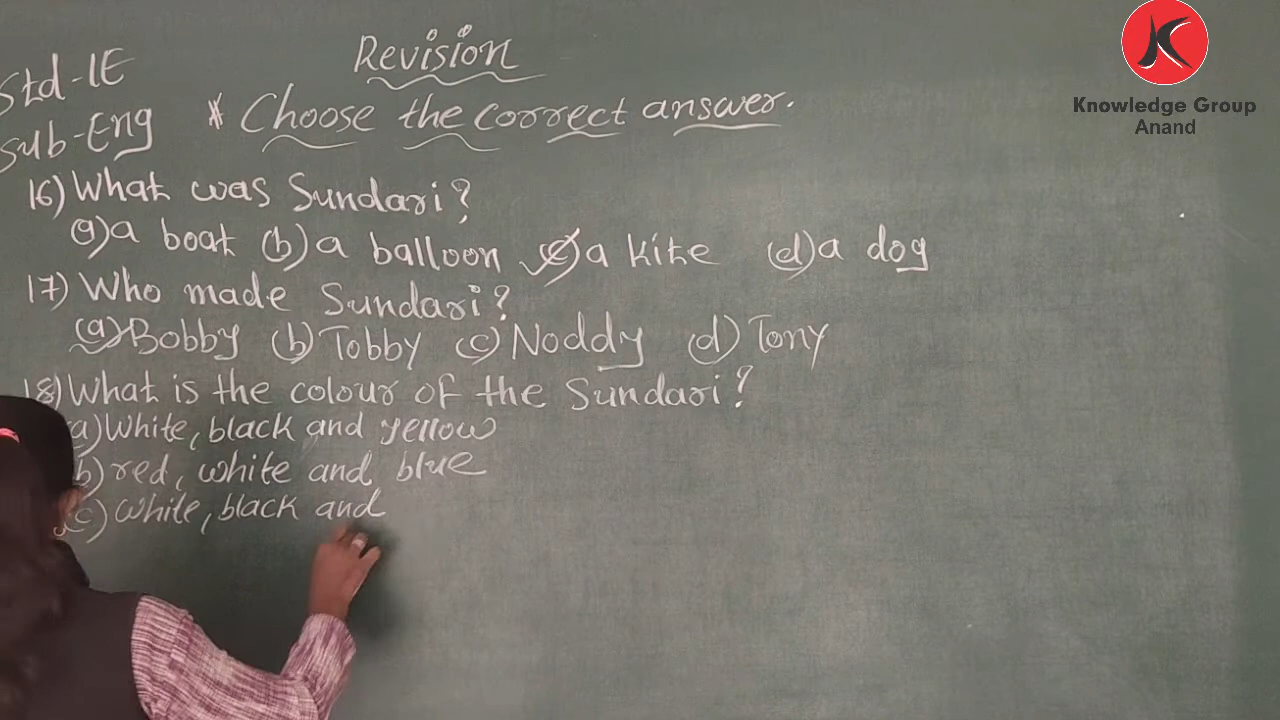 Revision
Std-1E
Sub-Eng
* Choose the correct answer.
16) What was Sundari?
(a) a boat (b) a balloon (c) a kite (d) a dog
17) Who made Sundari?
(a) Bobby (b) Tobby (c) Noddy (d) Tony
18) What is the colour of the Sundari?
(a) White, black and yellow
(b) red, white and blue
(c) white, black and
Knowledge Group
Anand